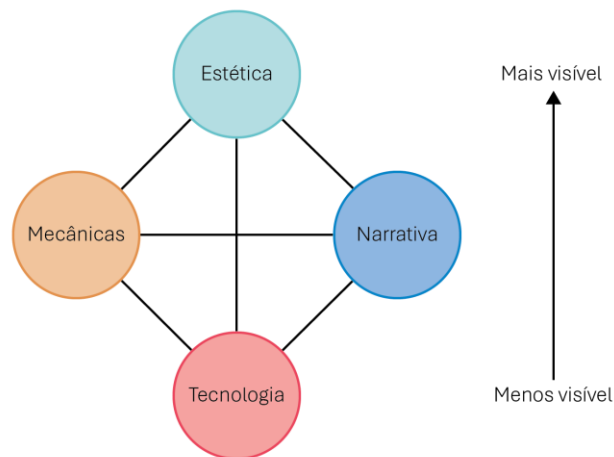 Estética
Mais visível
Mecânicas
Narrativa
Tecnologia
Menos visível